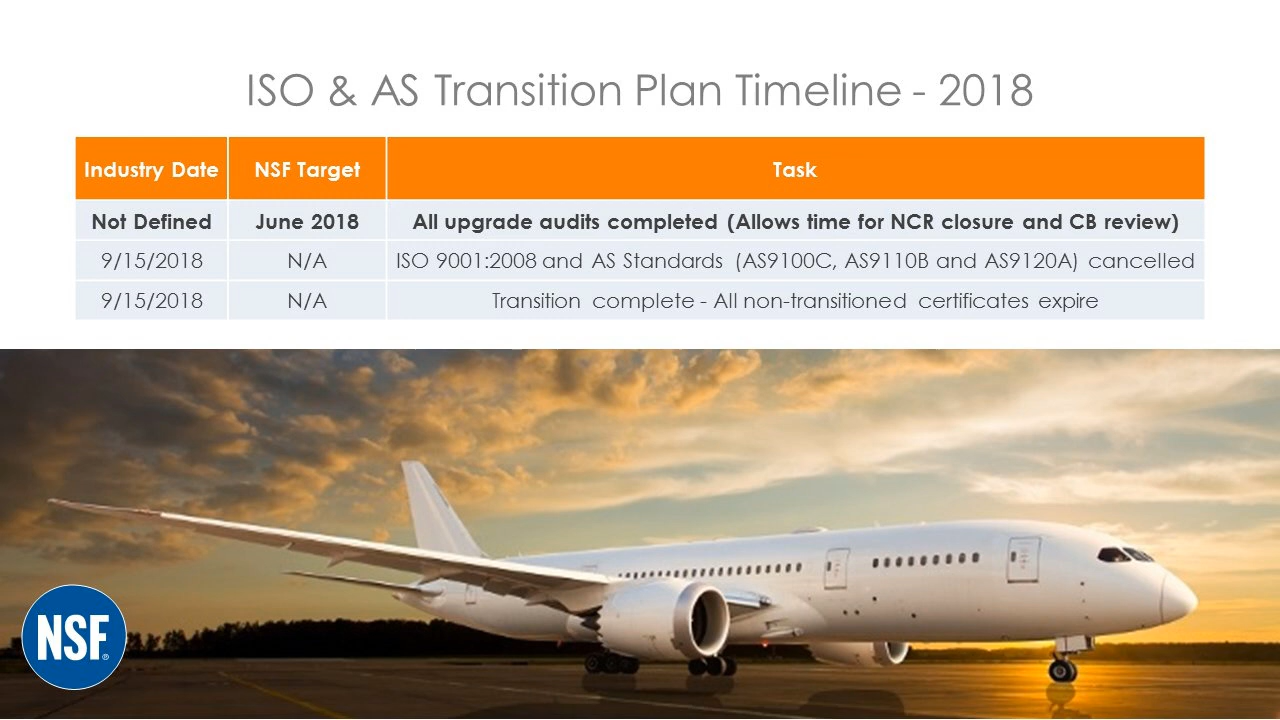 ISO & AS Transition Plan Timeline - 2018
Industry Date NSF Target Task
Not Defined June 2018 All upgrade audits completed (Allows time for NCR closure and CB review)
9/15/2018 N/A ISO 9001:2008 and AS Standards (AS9100C, AS9110B and AS9120A) cancelled
9/15/2018 N/A Transition complete - All non-transitioned certificates expire
NSF®